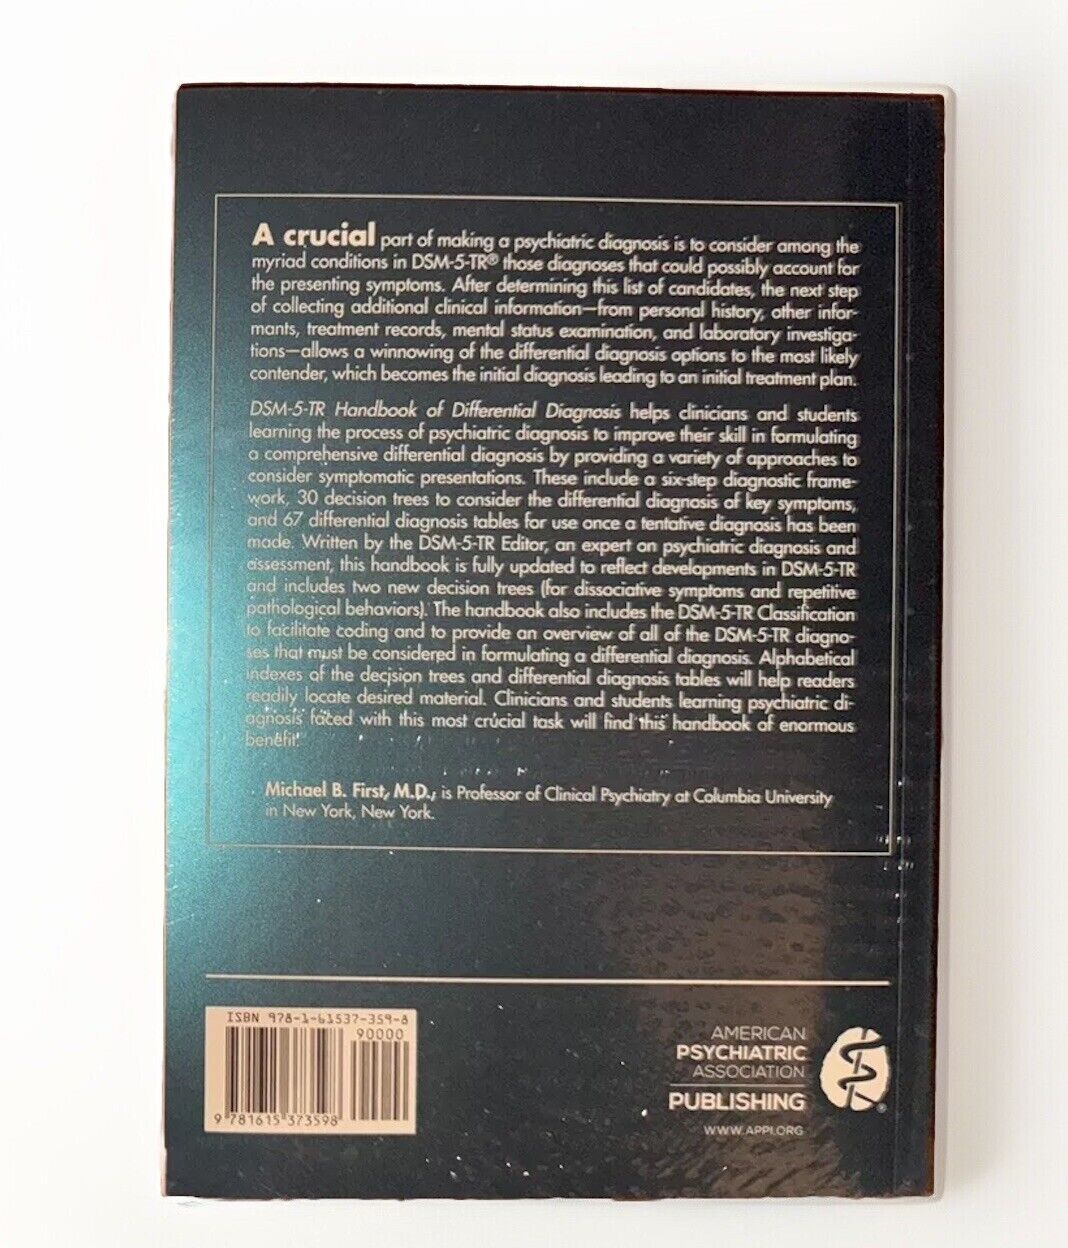 A crucial part of making a psychiatric diagnosis is to consider among the
myriad conditions in DSM-5-TR® those diagnoses that could possibly account for
the presenting symptoms. After determining this list of candidates, the next step
of collecting additional clinical information—from personal history, other infor-
mants, treatment records, mental status examination, and laboratory investiga-
tions—allows a winnowing of the differential diagnosis options to the most likely
contender, which becomes the initial diagnosis leading to an initial treatment plan.
DSM-5-TR Handbook of Differential Diagnosis helps clinicians and students
learning the process of psychiatric diagnosis to improve their skill in formulating
a comprehensive differential diagnosis by providing a variety of approaches to
consider symptomatic presentations. These include a six-step diagnostic frame-
work, 30 decision trees to consider the differential diagnosis of key symptoms,
and 67 differential diagnosis tables for use once a tentative diagnosis has been
made. Written by the DSM-5-TR Editor, an expert on psychiatric diagnosis and
assessment, this handbook is fully updated to reflect developments in DSM-5-TR
and includes two new decision trees (for dissociative symptoms and repetitive
pathological behaviors). The handbook also includes the DSM-5-TR Classification
to facilitate coding and to provide an overview of all of the DSM-5-TR diagno-
ses that must be considered in formulating a differential diagnosis. Alphabetical
indexes of the decision trees and differential diagnosis tables will help readers
readily locate desired material. Clinicians and students learning psychiatric di-
agnosis faced with this most crucial task will find this handbook of enormous
benefit.
Michael B. First, M.D., is Professor of Clinical Psychiatry at Columbia University
in New York, New York.
ISBN 978-1-61537-359-8
90000
9 781615 373598
AMERICAN
PSYCHIATRIC
ASSOCIATION
PUBLISHING
WWW.APPI.ORG
®